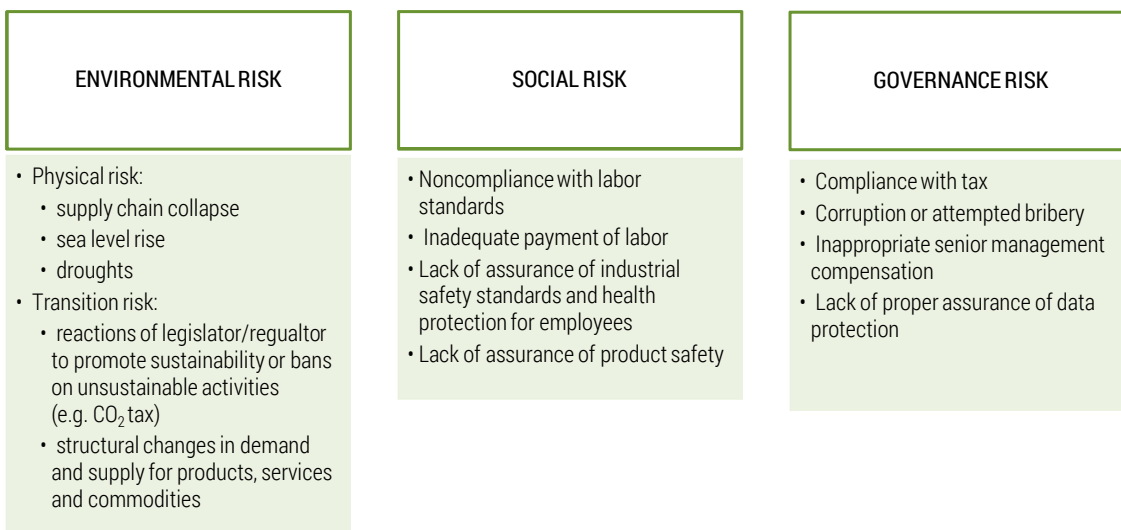 ENVIRONMENTAL RISK
• Physical risk:
• supply chain collapse
• sea level rise
• droughts
• Transition risk:
• reactions of legislator/regualtor
to promote sustainability or bans
on unsustainable activities
(e.g. CO₂ tax)
• structural changes in demand
and supply for products, services
and commodities
SOCIAL RISK
• Noncompliance with labor
standards
• Inadequate payment of labor
• Lack of assurance of industrial
safety standards and health
protection for employees
• Lack of assurance of product safety
GOVERNANCE RISK
• Compliance with tax
• Corruption or attempted bribery
• Inappropriate senior management
compensation
• Lack of proper assurance of data
protection